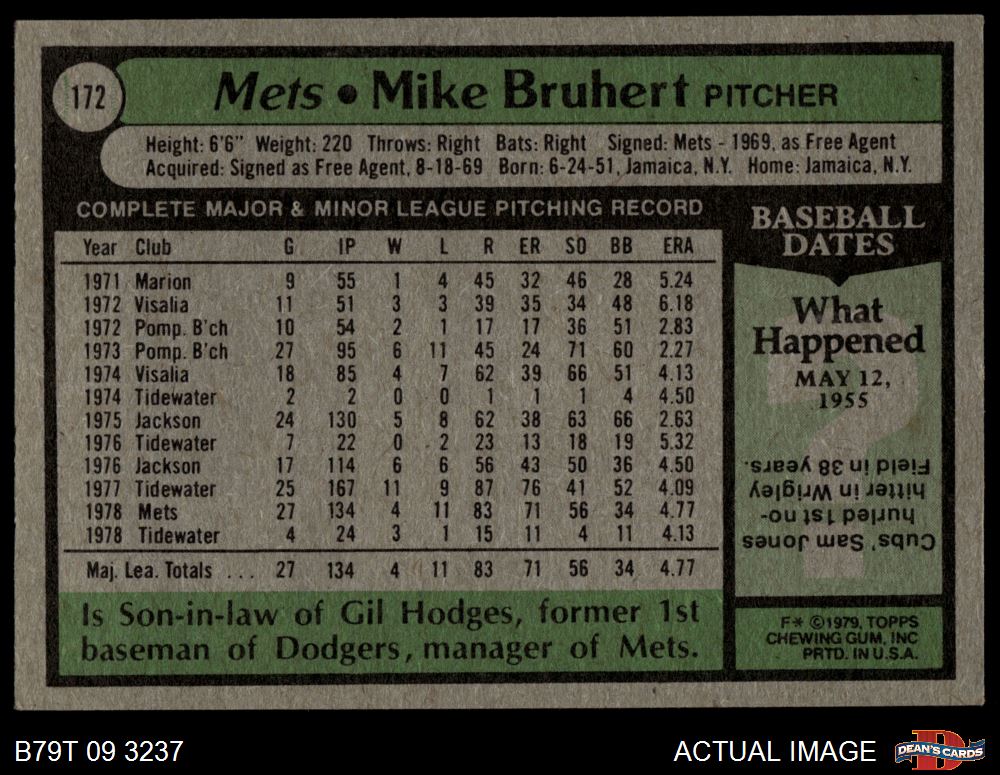 172
Mets • Mike Bruhert PITCHER
Height: 6'6" Weight: 220 Throws: Right Bats: Right Signed: Mets - 1969, as Free Agent
Acquired: Signed as Free Agent, 8-18-69 Born: 6-24-51, Jamaica, N.Y. Home: Jamaica, N.Y.
COMPLETE MAJOR & MINOR LEAGUE PITCHING RECORD
Year Club G IP W L R ER SO BB ERA
1971 Marion 9 55 1 4 45 32 46 28 5.24
1972 Visalia 11 51 3 3 39 35 34 48 6.18
1972 Pomp. B'ch 10 54 2 1 17 17 36 51 2.83
1973 Pomp. B'ch 27 95 6 11 45 24 71 60 2.27
1974 Visalia 18 85 4 7 62 39 66 51 4.13
1974 Tidewater 2 2 0 0 1 1 1 4 4.50
1975 Jackson 24 130 5 8 62 38 63 66 2.63
1976 Tidewater 7 22 0 2 23 13 18 19 5.32
1976 Jackson 17 114 6 6 56 43 50 36 4.50
1977 Tidewater 25 167 11 9 87 76 41 52 4.09
1978 Mets 27 134 4 11 83 71 56 34 4.77
1978 Tidewater 4 24 3 1 15 11 4 11 4.13
Maj. Lea. Totals ... 27 134 4 11 83 71 56 34 4.77
Is Son-in-law of Gil Hodges, former 1st
baseman of Dodgers, manager of Mets.
BASEBALL
DATES
What
Happened
MAY 12,
1955
Cubs' Sam Jones
hurled 1st no-
hitter in Wrigley
Field in 38 years.
F* ©1979, TOPPS
CHEWING GUM, INC
PRTD. IN U.S.A.
B79T 09 3237
ACTUAL IMAGE
D
DEAN'S CARDS